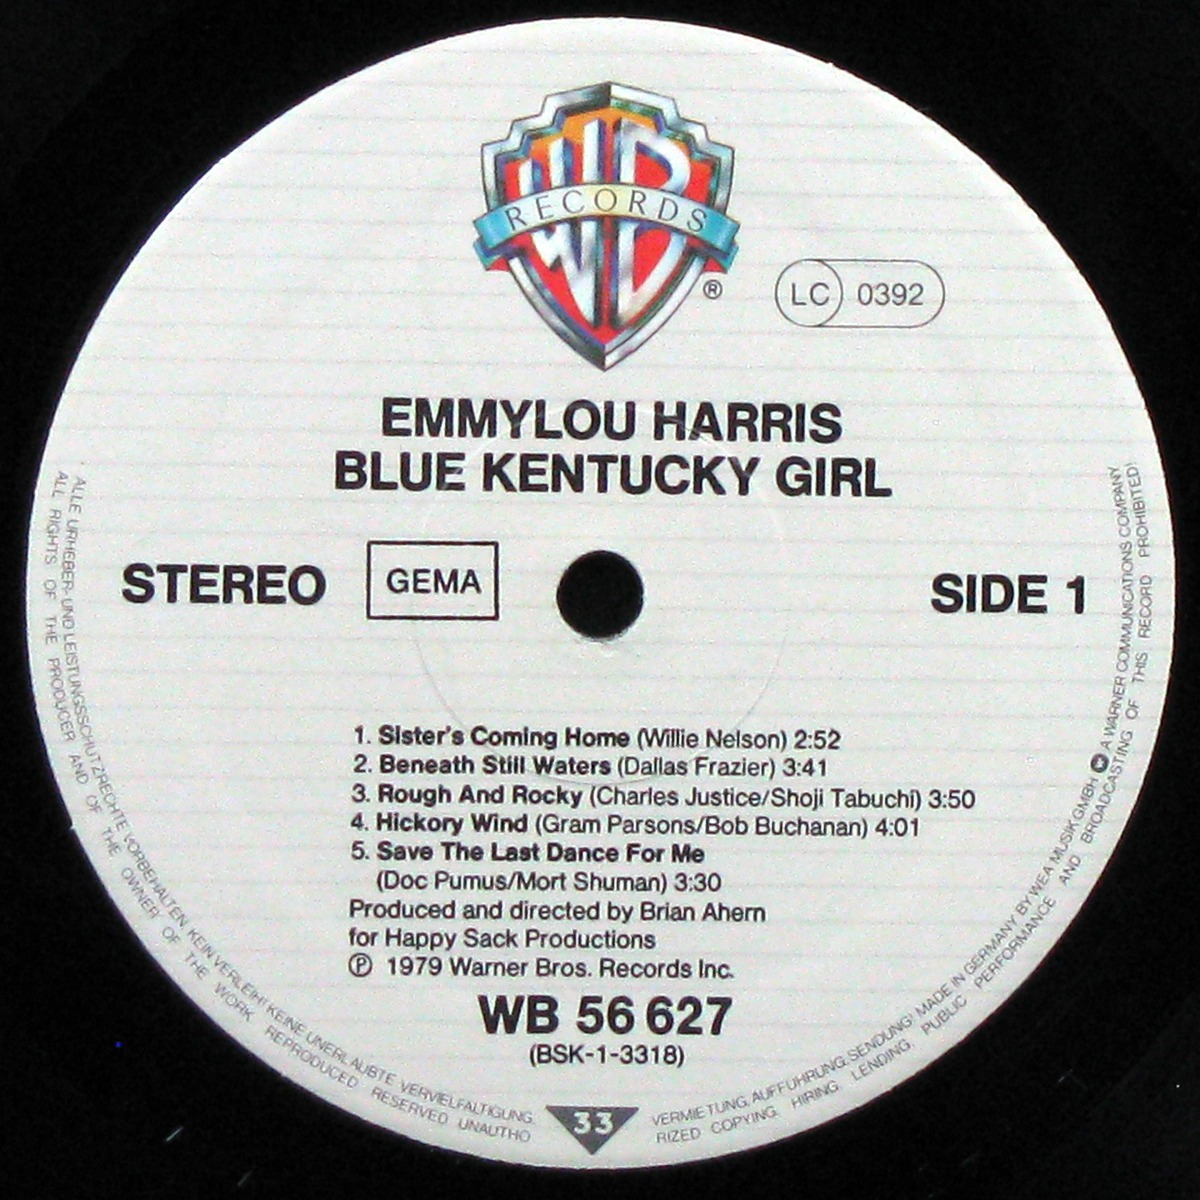 WB
RECORDS
®
LC 0392
EMMYLOU HARRIS
BLUE KENTUCKY GIRL
STEREO
GEMA
SIDE 1
1. Sister's Coming Home (Willie Nelson) 2:52
2. Beneath Still Waters (Dallas Frazier) 3:41
3. Rough And Rocky (Charles Justice/Shoji Tabuchi) 3:50
4. Hickory Wind (Gram Parsons/Bob Buchanan) 4:01
5. Save The Last Dance For Me
(Doc Pumus/Mort Shuman) 3:30
Produced and directed by Brian Ahern
for Happy Sack Productions
℗ 1979 Warner Bros. Records Inc.
WB 56 627
(BSK-1-3318)
33
ALLE URHEBER- UND LEISTUNGSSCHUTZRECHTE VORBEHALTEN. KEIN VERLEIH! KEINE UNERLAUBTE VERVIELFÄLTIGUNG, VERMIETUNG, AUFFÜHRUNG, SENDUNG! MADE IN GERMANY BY WEA MUSIK GMBH A WARNER COMMUNICATIONS COMPANY
ALL RIGHTS OF THE PRODUCER AND OF THE OWNER OF THE WORK REPRODUCED RESERVED UNAUTHORIZED COPYING. HIRING. LENDING. PUBLIC PERFORMANCE AND BROADCASTING OF THIS RECORD PROHIBITED!